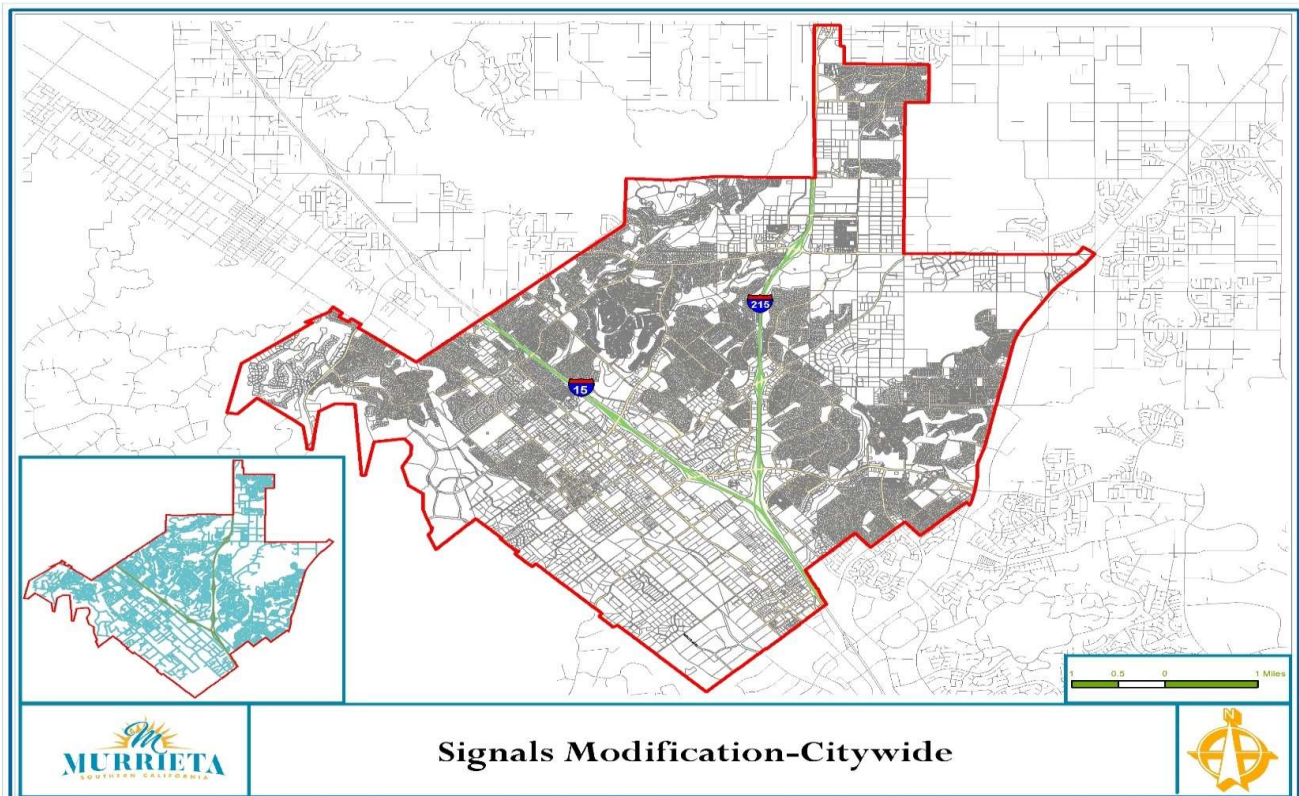 215
15
1 0.5 0 1 Miles
M
MURRIETA
SOUTHERN CALIFORNIA
Signals Modification-Citywide
N